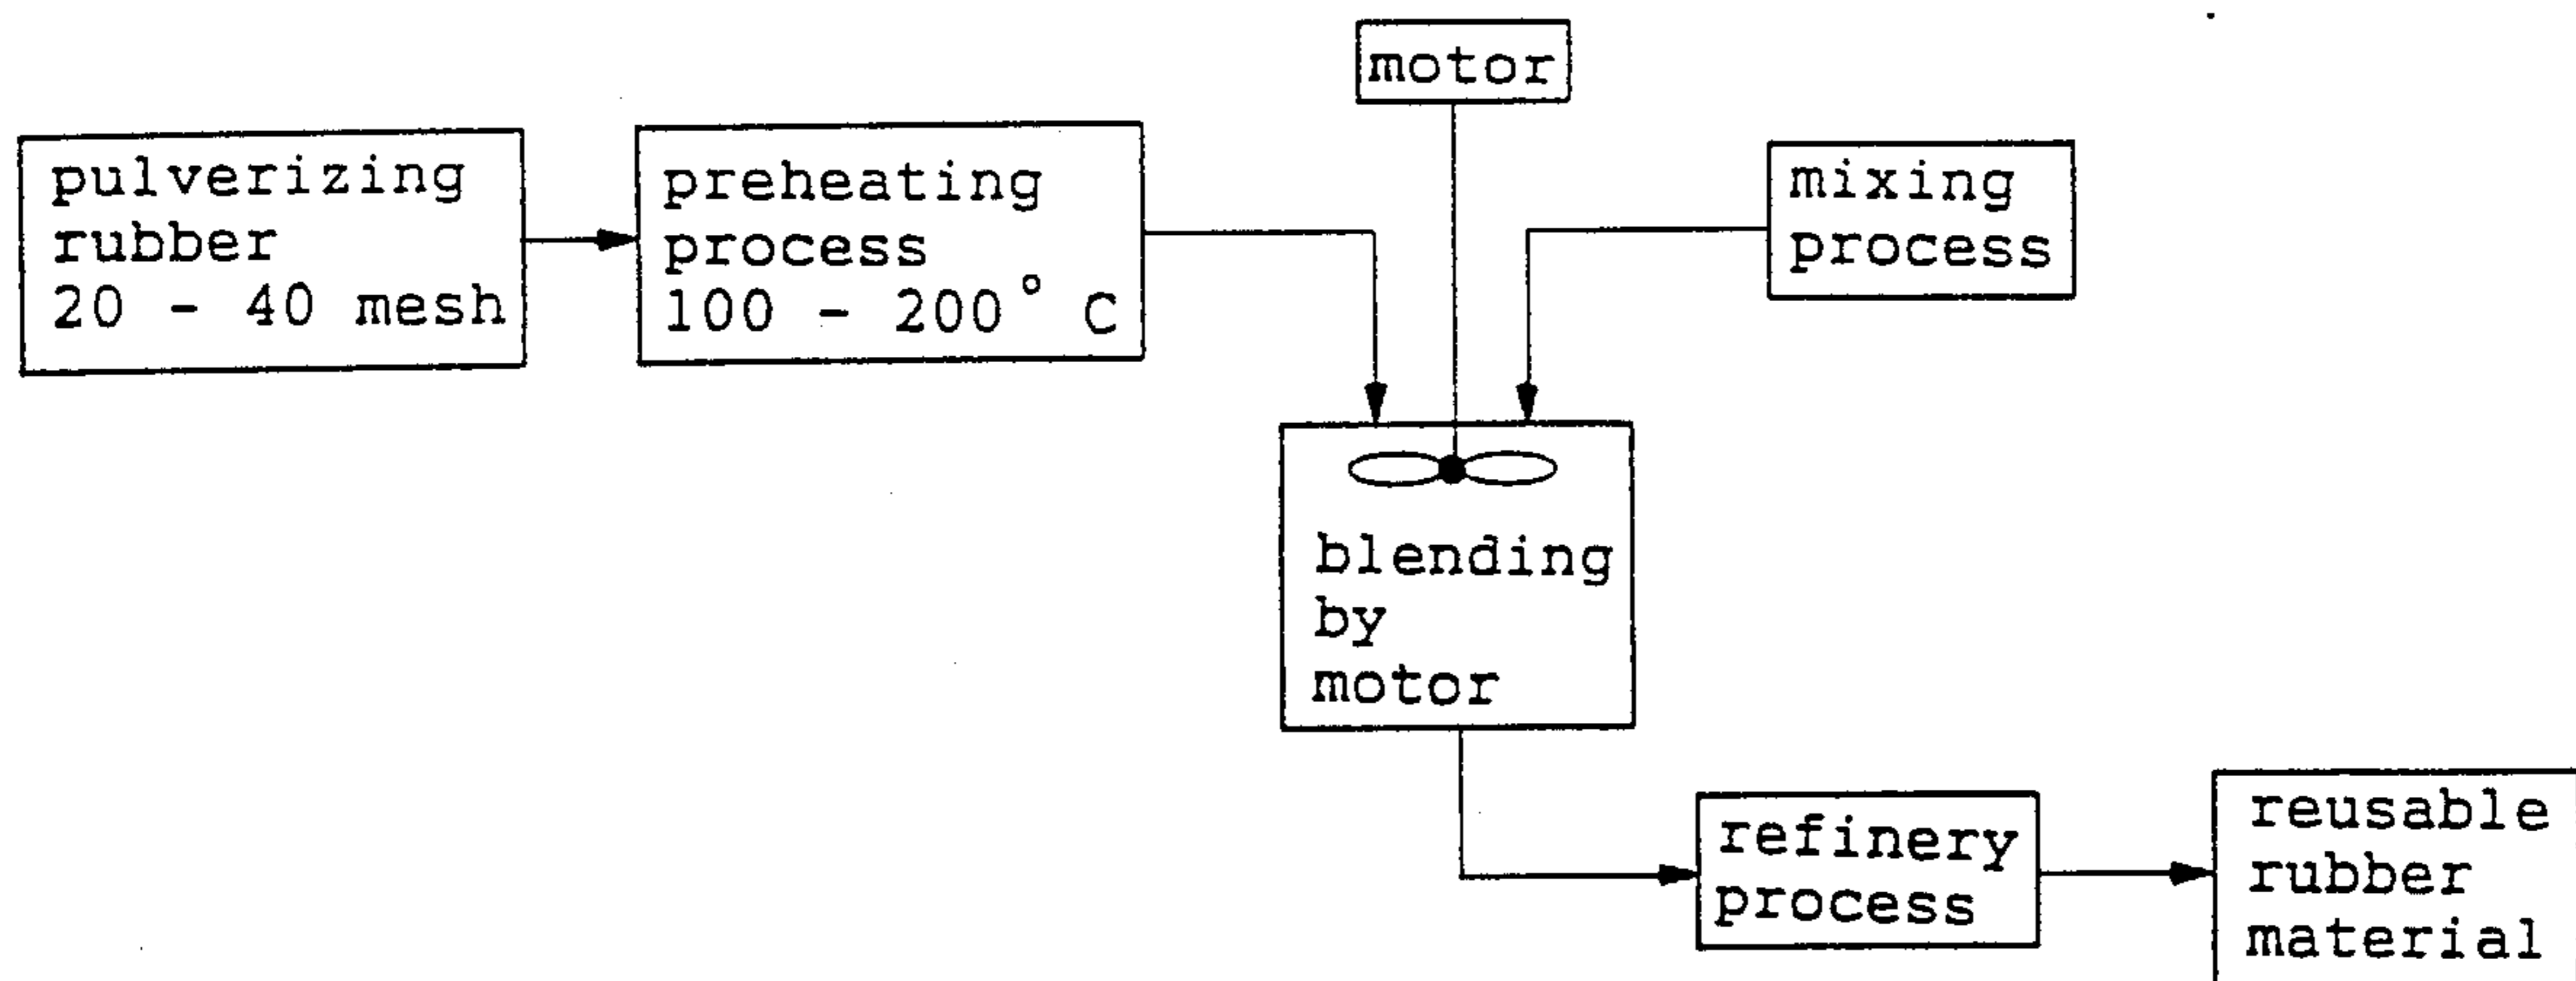 motor
pulverizing
rubber
20 - 40 mesh
preheating
process
100 - 200° C
mixing
process
blending
by
motor
refinery
process
reusable
rubber
material